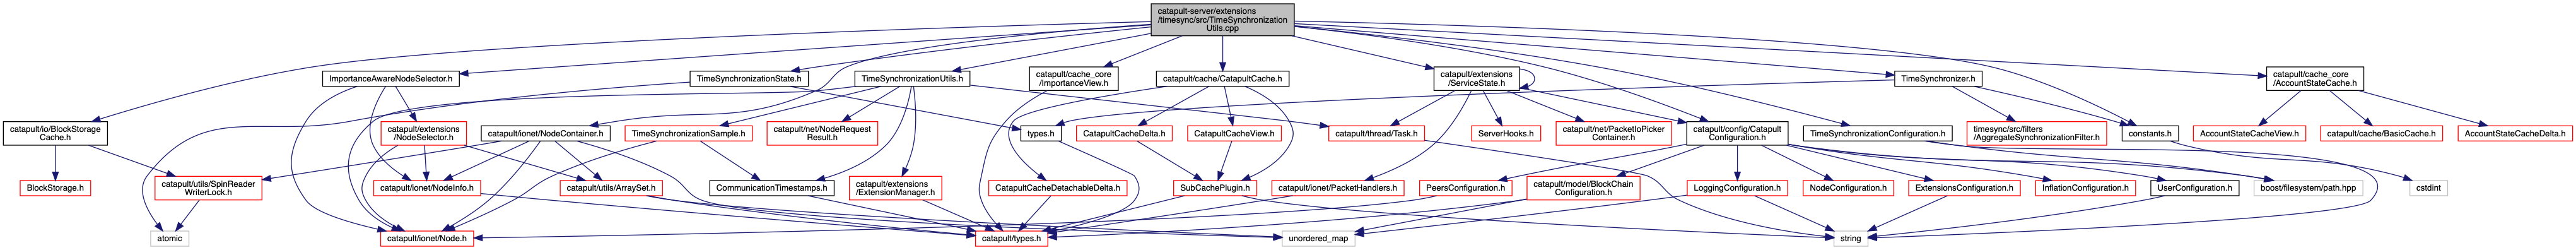 catapult-server/extensions
/timesync/src/TimeSynchronization
Utils.cpp
ImportanceAwareNodeSelector.h
TimeSynchronizationState.h
TimeSynchronizationUtils.h
catapult/cache_core
/ImportanceView.h
catapult/cache/CatapultCache.h
catapult/extensions
/ServiceState.h
TimeSynchronizer.h
catapult/cache_core
/AccountStateCache.h
catapult/io/BlockStorage
Cache.h
catapult/extensions
/NodeSelector.h
catapult/ionet/NodeContainer.h
TimeSynchronizationSample.h
catapult/net/NodeRequest
Result.h
types.h
CatapultCacheDelta.h
CatapultCacheView.h
catapult/thread/Task.h
ServerHooks.h
catapult/net/PacketIoPicker
Container.h
catapult/config/Catapult
Configuration.h
TimeSynchronizationConfiguration.h
timesync/src/filters
/AggregateSynchronizationFilter.h
constants.h
AccountStateCacheView.h
catapult/cache/BasicCache.h
AccountStateCacheDelta.h
BlockStorage.h
catapult/utils/SpinReader
WriterLock.h
catapult/ionet/NodeInfo.h
catapult/utils/ArraySet.h
CommunicationTimestamps.h
catapult/extensions
/ExtensionManager.h
CatapultCacheDetachableDelta.h
SubCachePlugin.h
catapult/ionet/PacketHandlers.h
PeersConfiguration.h
catapult/model/BlockChain
Configuration.h
LoggingConfiguration.h
NodeConfiguration.h
ExtensionsConfiguration.h
InflationConfiguration.h
UserConfiguration.h
boost/filesystem/path.hpp
cstdint
atomic
catapult/ionet/Node.h
catapult/types.h
unordered_map
string